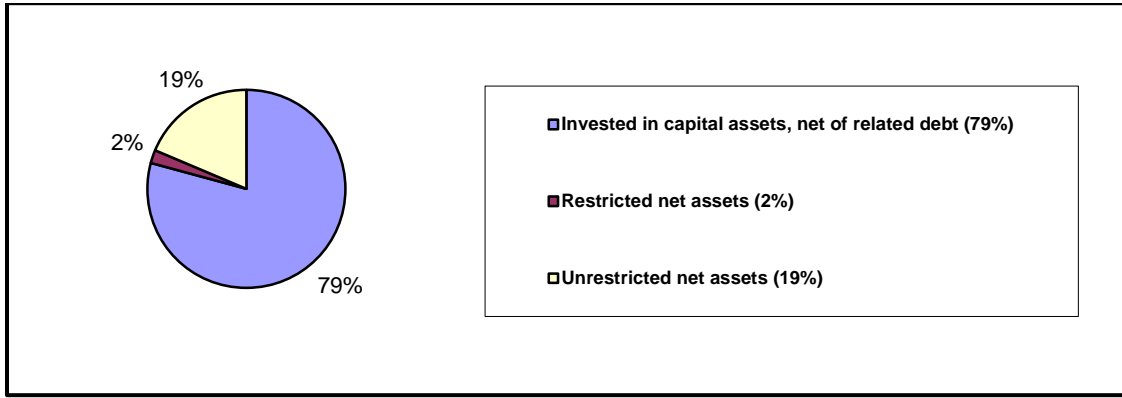 19%
2%
79%
Invested in capital assets, net of related debt (79%)
Restricted net assets (2%)
Unrestricted net assets (19%)